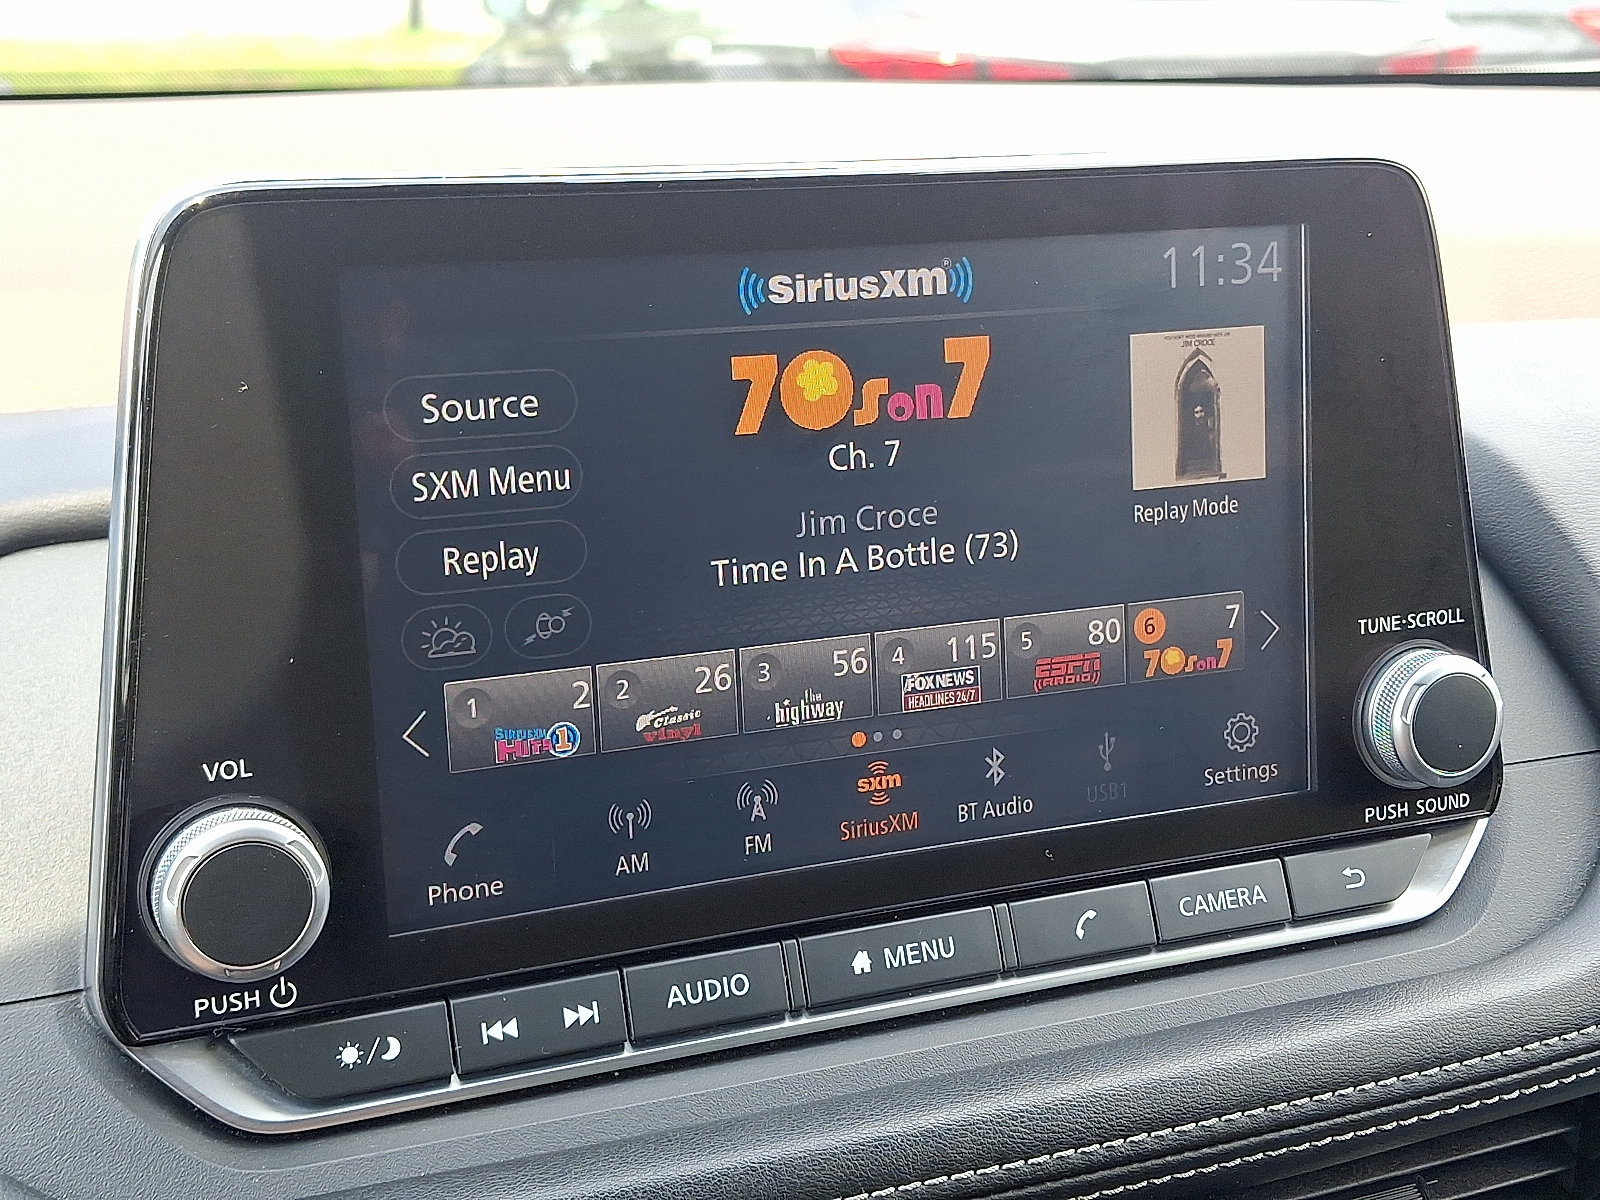 SiriusXM®
11:34
70s on 7
Ch. 7
Jim Croce
Time In A Bottle (73)
JIM CROCE
Replay Mode
Source
SXM Menu
Replay
1 2
SIRIUSXM
HITS 1
2 26
Classic
vinyl
3 56
the
highway
4 115
FOX NEWS
HEADLINES 24/7
5 80
ESPN
RADIO
6 7
70s on 7
Phone
AM
FM
sxm
SiriusXM
BT Audio
USB1
Settings
VOL
PUSH
TUNE·SCROLL
PUSH SOUND
AUDIO
MENU
CAMERA